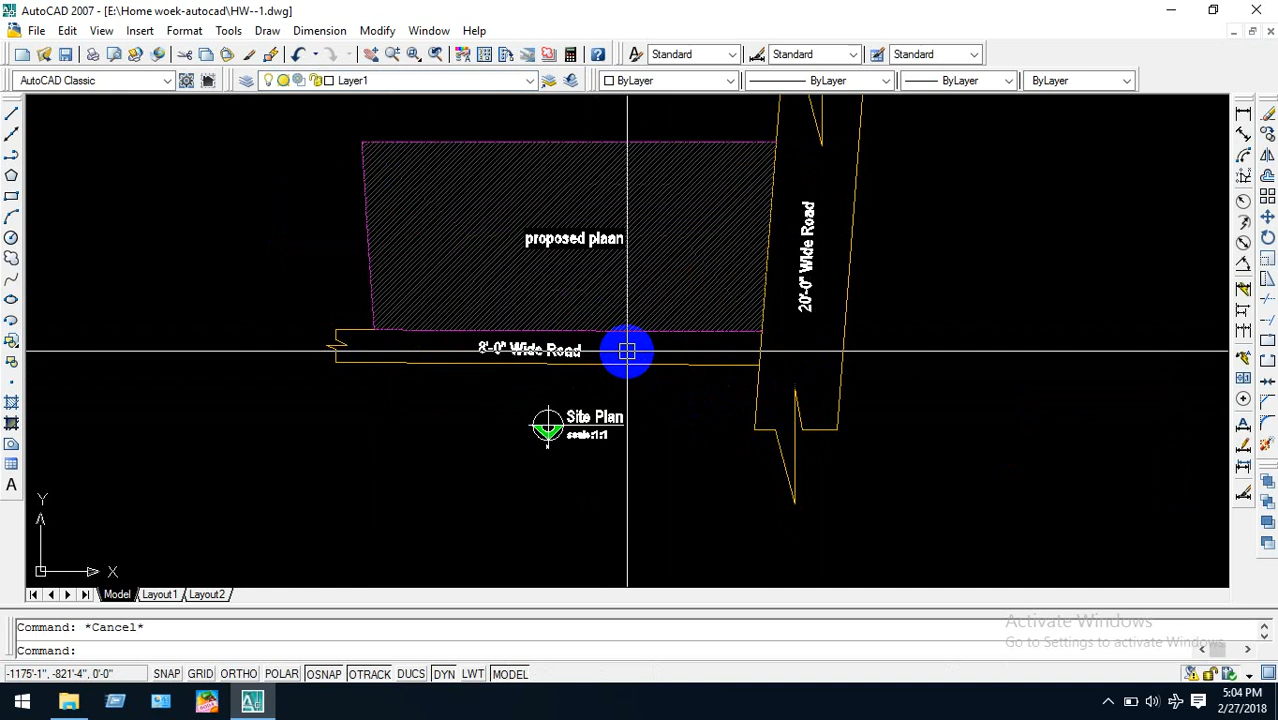 AutoCAD 2007 - [E:\Home woek-autocad\HW--1.dwg]
File Edit View Insert Format Tools Draw Dimension Modify Window Help
Standard Standard Standard
AutoCAD Classic Layer1 ByLayer ByLayer ByLayer ByLayer
proposed plaan
20'-0" Wide Road
8'-0" Wide Road
Site Plan
scale:1:1
Y
X
A
Model Layout1 Layout2
Command: *Cancel*
Command:
Activate Windows
Go to Settings to activate Windows.
-1175'-1", -821'-4", 0'-0" SNAP GRID ORTHO POLAR OSNAP OTRACK DUCS DYN LWT MODEL
5:04 PM
2/27/2018